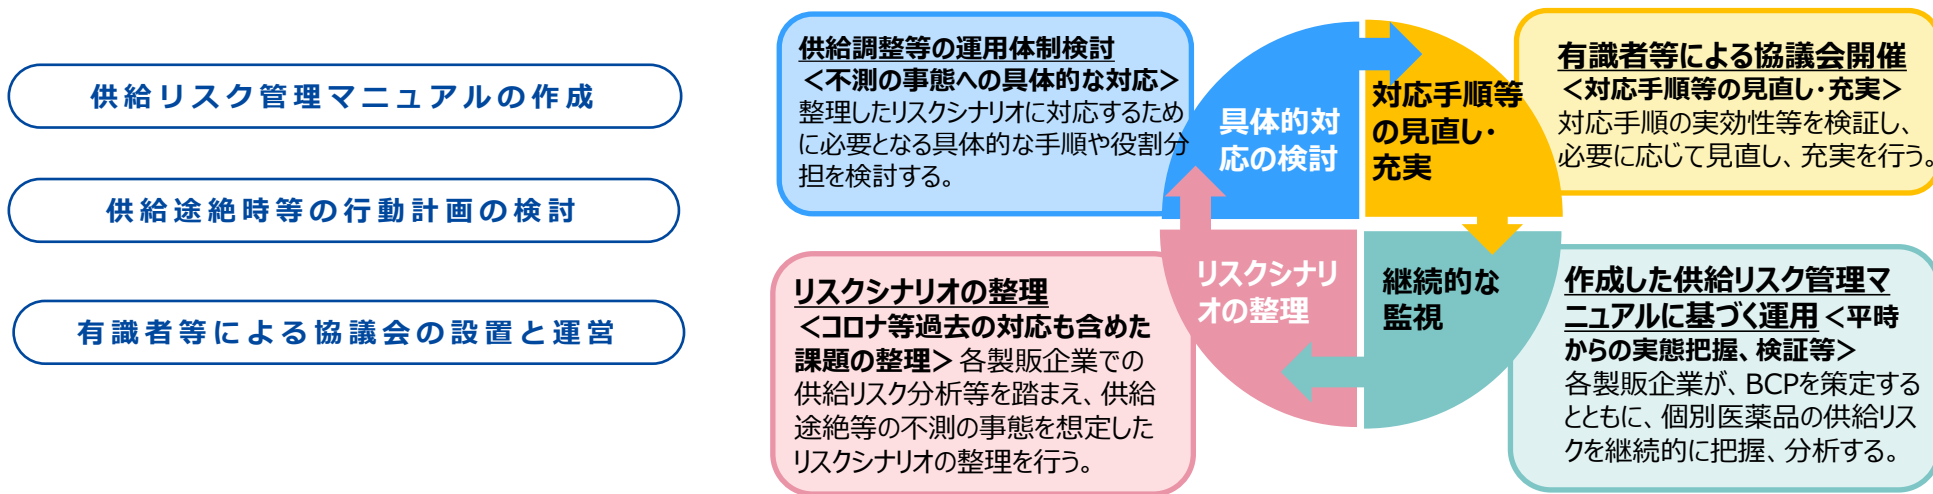 供給リスク管理マニュアルの作成
供給途絶時等の行動計画の検討
有識者等による協議会の設置と運営
供給調整等の運用体制検討
<不測の事態への具体的な対応>
整理したリスクシナリオに対応するため
に必要となる具体的な手順や役割分
担を検討する。
具体的対
応の検討
対応手順等
の見直し・
充実
有識者等による協議会開催
<対応手順等の見直し・充実>
対応手順の実効性等を検証し、
必要に応じて見直し、充実を行う。
リスクシナリオの整理
<コロナ等過去の対応も含めた
課題の整理> 各製販企業での
供給リスク分析等を踏まえ、供給
途絶等の不測の事態を想定した
リスクシナリオの整理を行う。
リスクシナリ
オの整理
継続的な
監視
作成した供給リスク管理マ
ニュアルに基づく運用 <平時
からの実態把握、検証等>
各製販企業が、BCPを策定する
とともに、個別医薬品の供給リス
クを継続的に把握、分析する。